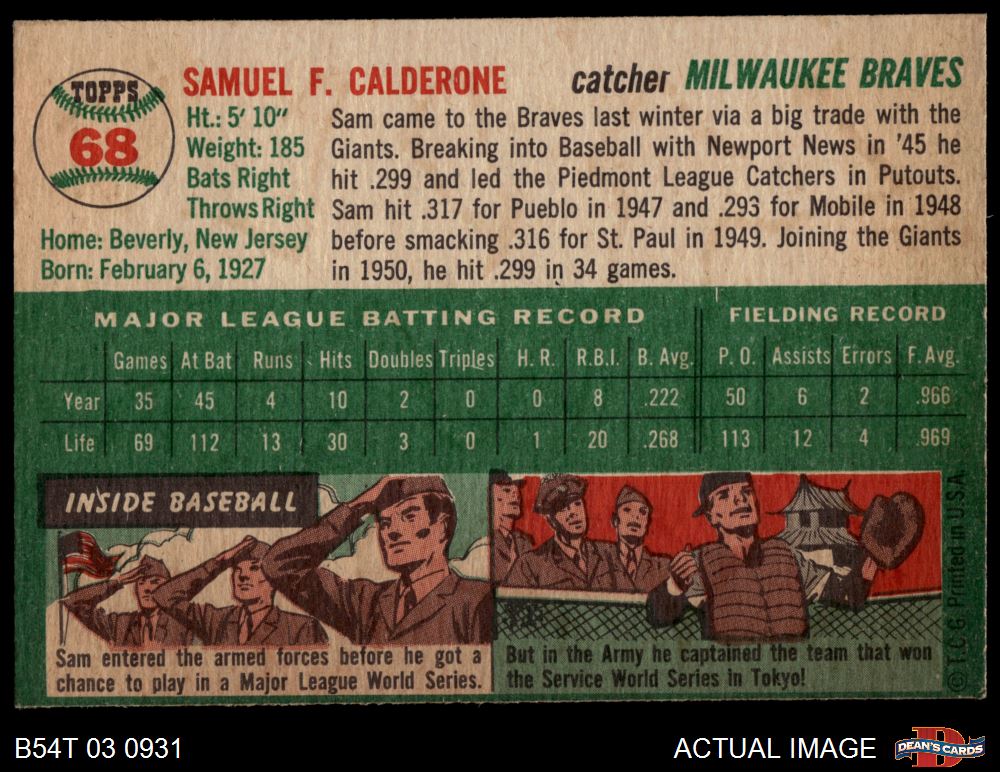 TOPPS
68
SAMUEL F. CALDERONE catcher MILWAUKEE BRAVES
Ht.: 5' 10"
Weight: 185
Bats Right
Throws Right
Home: Beverly, New Jersey
Born: February 6, 1927
Sam came to the Braves last winter via a big trade with the
Giants. Breaking into Baseball with Newport News in '45 he
hit .299 and led the Piedmont League Catchers in Putouts.
Sam hit .317 for Pueblo in 1947 and .293 for Mobile in 1948
before smacking .316 for St. Paul in 1949. Joining the Giants
in 1950, he hit .299 in 34 games.
MAJOR LEAGUE BATTING RECORD FIELDING RECORD
Games At Bat Runs Hits Doubles Triples H. R. R.B.I. B. Avg. P. O. Assists Errors F. Avg.
Year 35 45 4 10 2 0 0 8 .222 50 6 2 .966
Life 69 112 13 30 3 0 1 20 .268 113 12 4 .969
INSIDE BASEBALL
Sam entered the armed forces before he got a
chance to play in a Major League World Series.
But in the Army he captained the team that won
the Service World Series in Tokyo!
© T.C.G. Printed in U.S.A.
B54T 03 0931
ACTUAL IMAGE
D
DEAN'S CARDS